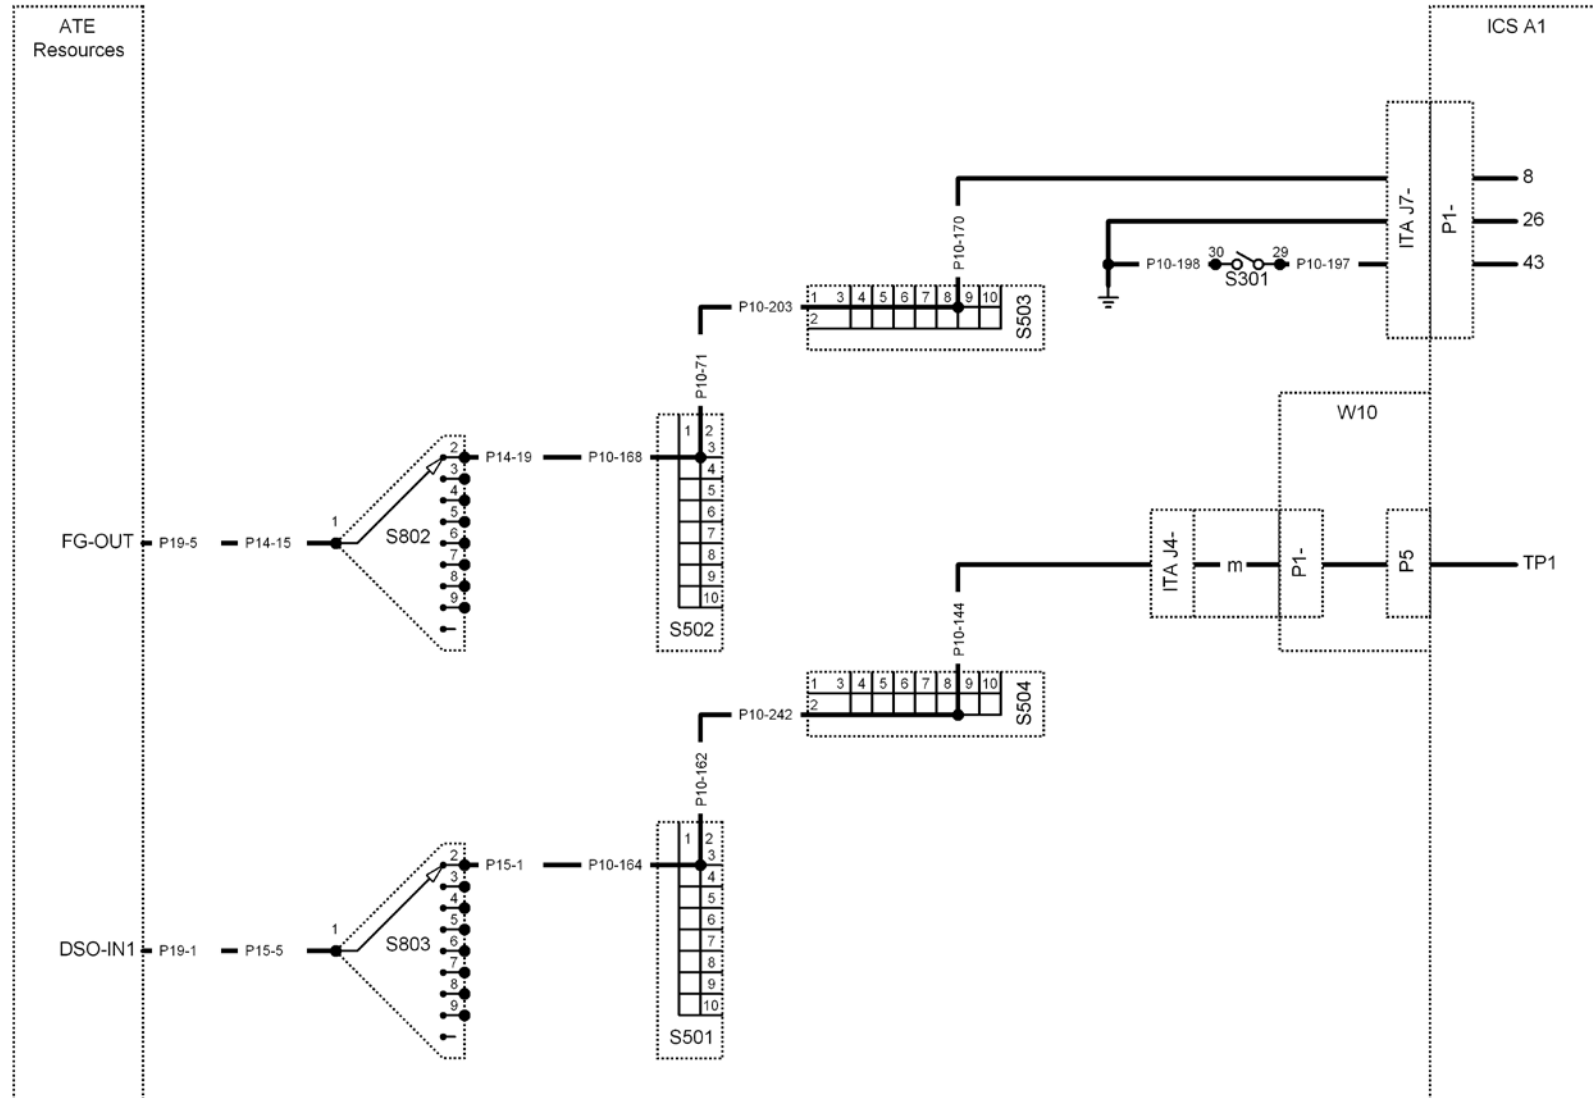 ATE
Resources
ICS A1
8
26
43
ITA J7-
P1-
P10-170
P10-198
30
29
S301
P10-197
P10-203
1 3 4 5 6 7 8 9 10
2
S503
P10-71
W10
1 2
3
4
5
6
7
8
9
10
S502
FG-OUT
P19-5
P14-15
1
S802
2
3
4
5
6
7
8
9
P14-19
P10-168
ITA J4-
m
P1-
P5
TP1
P10-144
1 3 4 5 6 7 8 9 10
2
S504
P10-242
P10-162
1 2
3
4
5
6
7
8
9
10
S501
DSO-IN1
P19-1
P15-5
1
S803
2
3
4
5
6
7
8
9
P15-1
P10-164